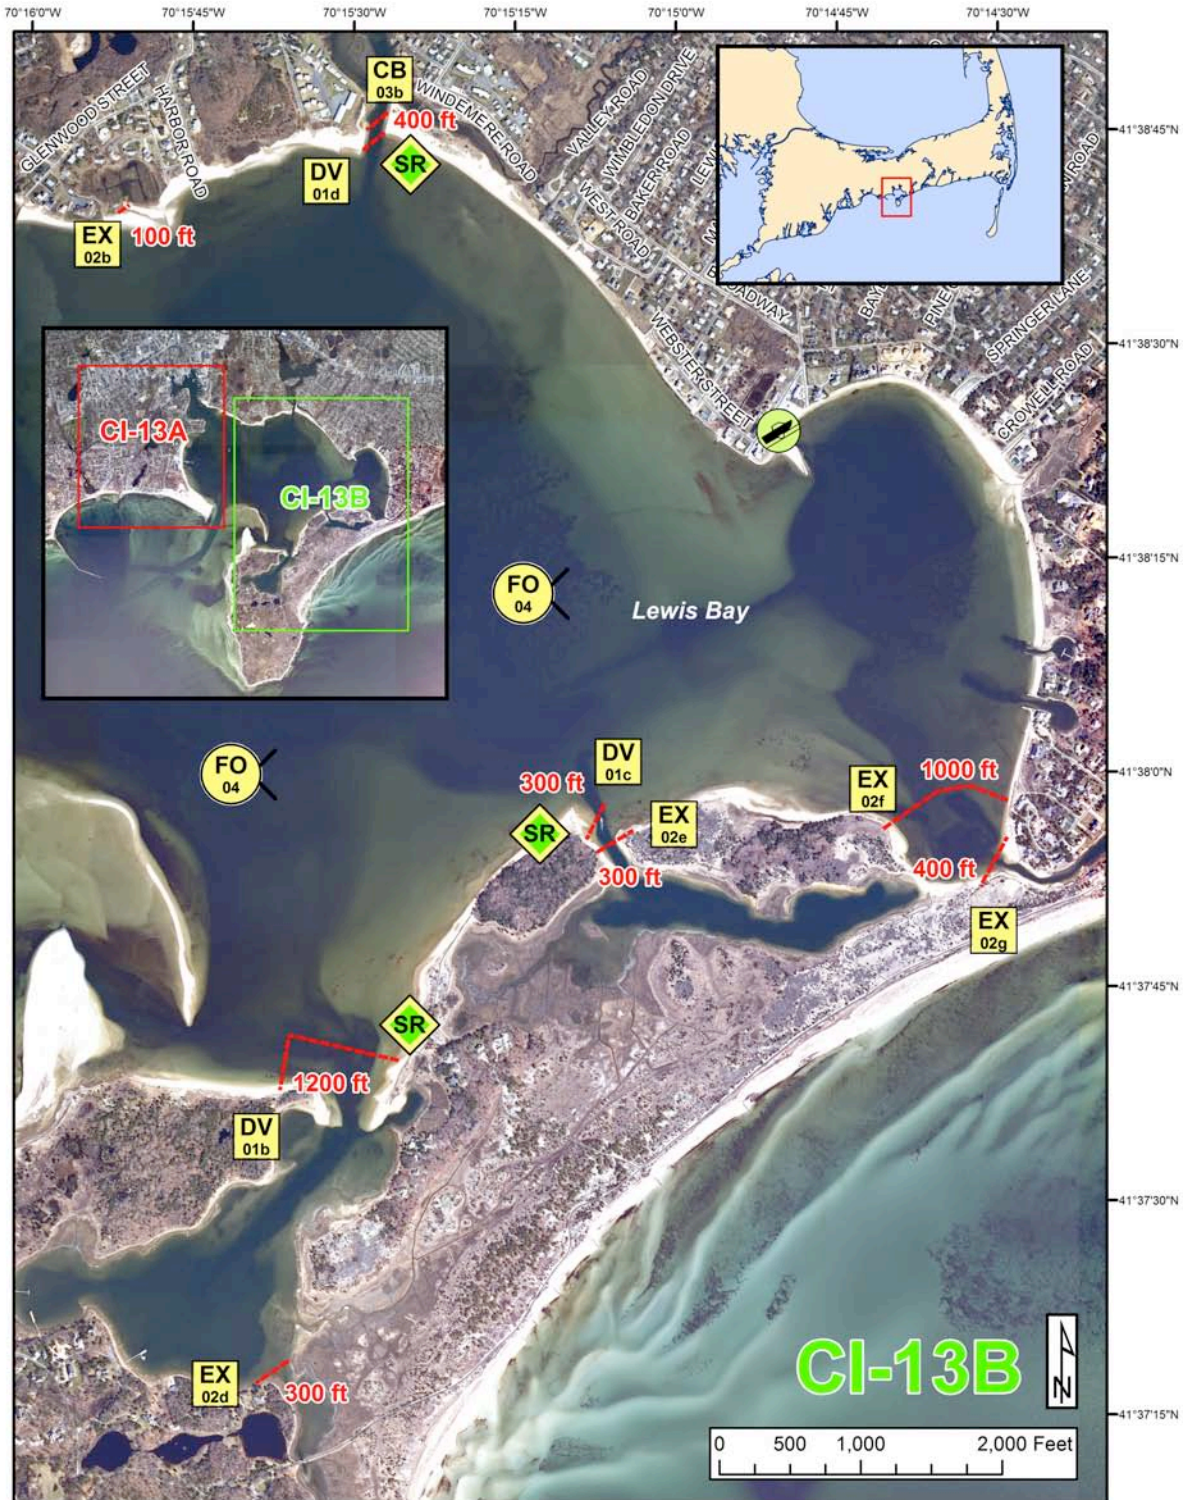 70°16'0"W
70°15'45"W
70°15'30"W
70°15'15"W
70°15'0"W
70°14'45"W
70°14'30"W
GLENWOOD STREET
HARBOR ROAD
CB
03b
400 ft
WINDEMERE ROAD
VALLEY ROAD
WIMBLEDON DRIVE
BAKER ROAD
WEST ROAD
41°38'45"N
DV
01d
SR
EX
02b
100 ft
BROADWAY
SPRINGER LANE
WEBSTER STREET
CROWELL ROAD
41°38'30"N
CI-13A
CI-13B
41°38'15"N
FO
04
Lewis Bay
FO
04
DV
01c
300 ft
EX
02f
1000 ft
41°38'0"N
SR
EX
02e
300 ft
400 ft
EX
02g
41°37'45"N
SR
1200 ft
DV
01b
41°37'30"N
EX
02d
300 ft
CI-13B
N
41°37'15"N
0 500 1,000 2,000 Feet